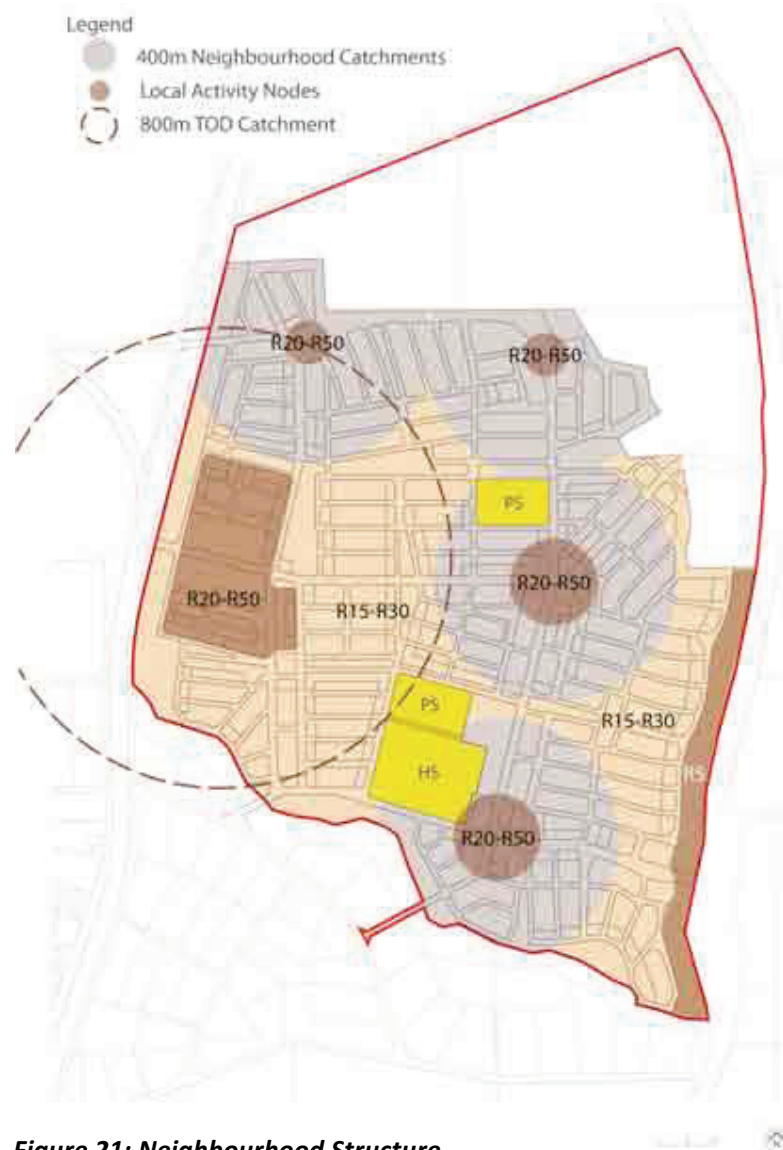 Legend
400m Neighbourhood Catchments
Local Activity Nodes
800m TOD Catchment
R20-R50
R20-R50
PS
R20-R50
R20-R50
R15-R30
PS
R15-R30
HS
R5
R20-R50
Figure 21: Neighbourhood Structure